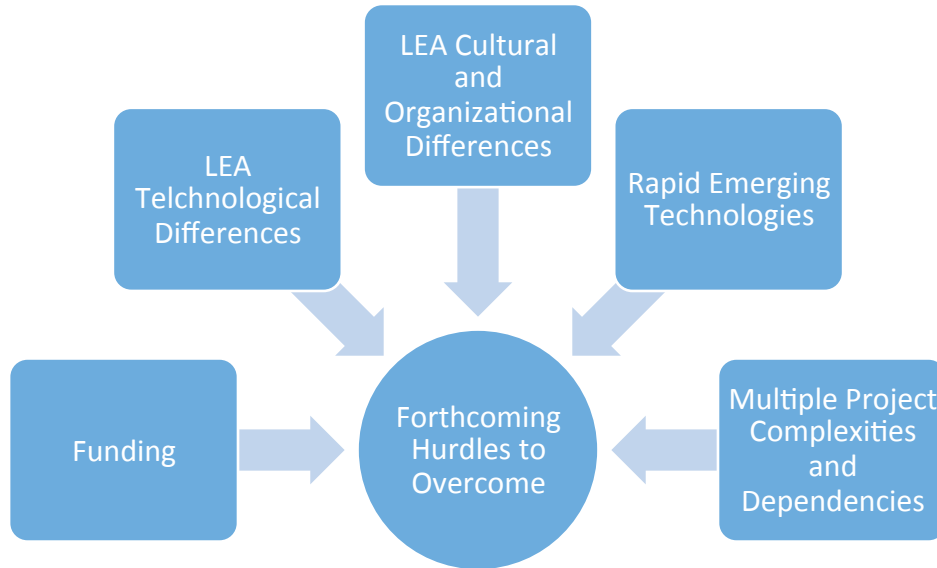 LEA Cultural
and
Organizational
Differences
LEA
Telchnological
Differences
Rapid Emerging
Technologies
Funding
Forthcoming
Hurdles to
Overcome
Multiple Project
Complexities
and
Dependencies